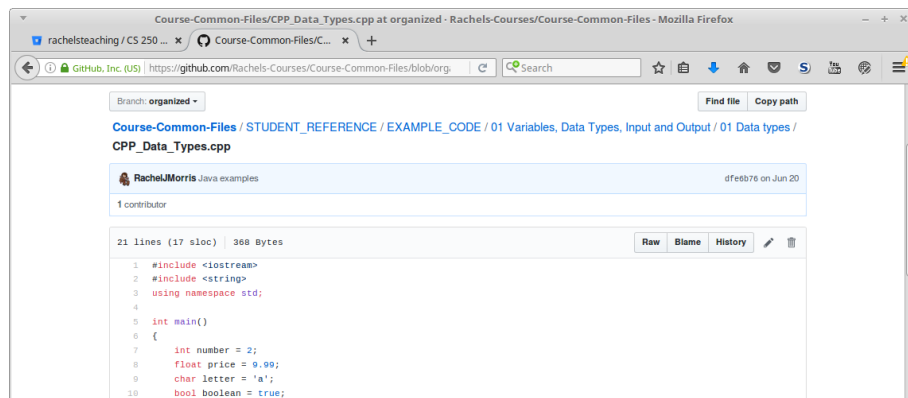 Course-Common-Files/CPP_Data_Types.cpp at organized · Rachels-Courses/Course-Common-Files - Mozilla Firefox
rachelsteaching / CS 250 ... × Course-Common-Files/C... × +
GitHub, Inc. (US) https://github.com/Rachels-Courses/Course-Common-Files/blob/org Search
Branch: organized Find file Copy path
Course-Common-Files / STUDENT_REFERENCE / EXAMPLE_CODE / 01 Variables, Data Types, Input and Output / 01 Data types /
CPP_Data_Types.cpp
RachelJMorris Java examples dfe6b76 on Jun 20
1 contributor
21 lines (17 sloc) 368 Bytes Raw Blame History
1 #include <iostream>
2 #include <string>
3 using namespace std;
4
5 int main()
6 {
7 int number = 2;
8 float price = 9.99;
9 char letter = 'a';
10 bool boolean = true;